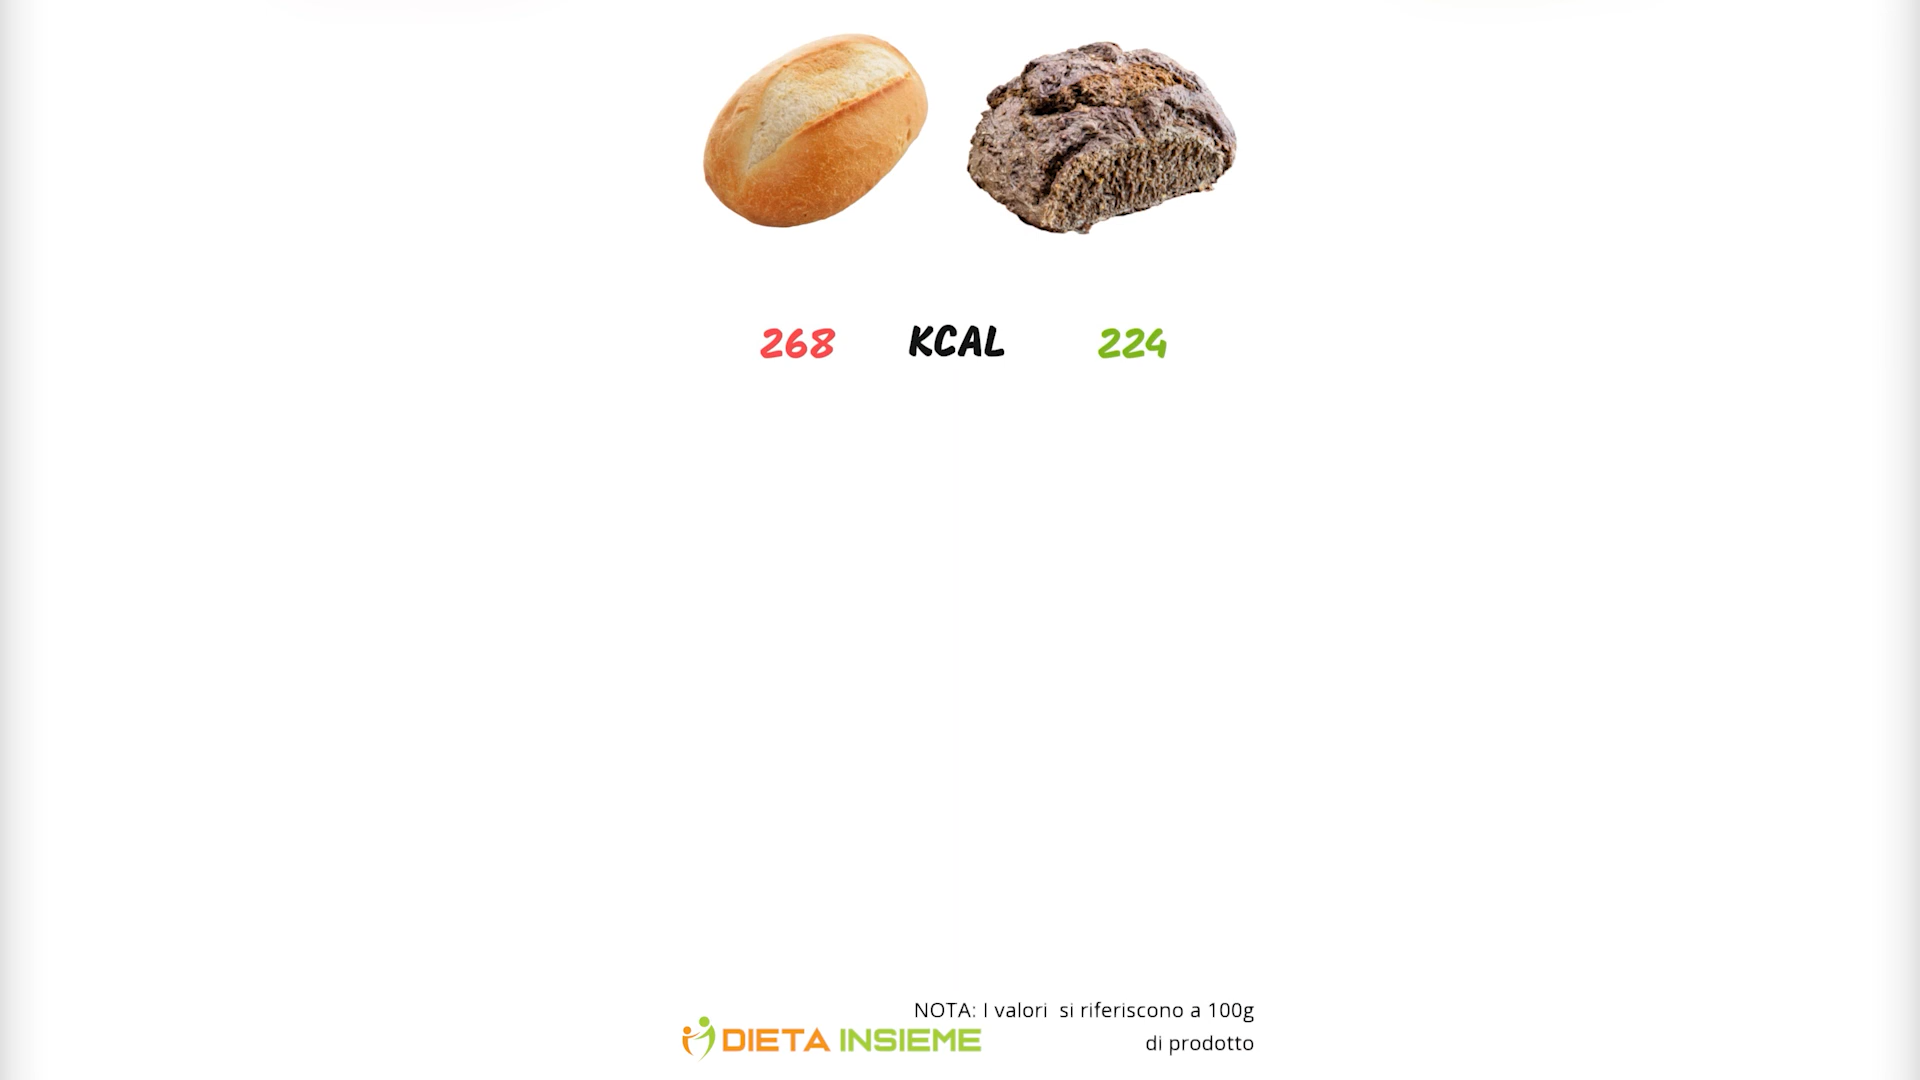 268 KCAL 224
NOTA: I valori si riferiscono a 100g
di prodotto
DIETA INSIEME